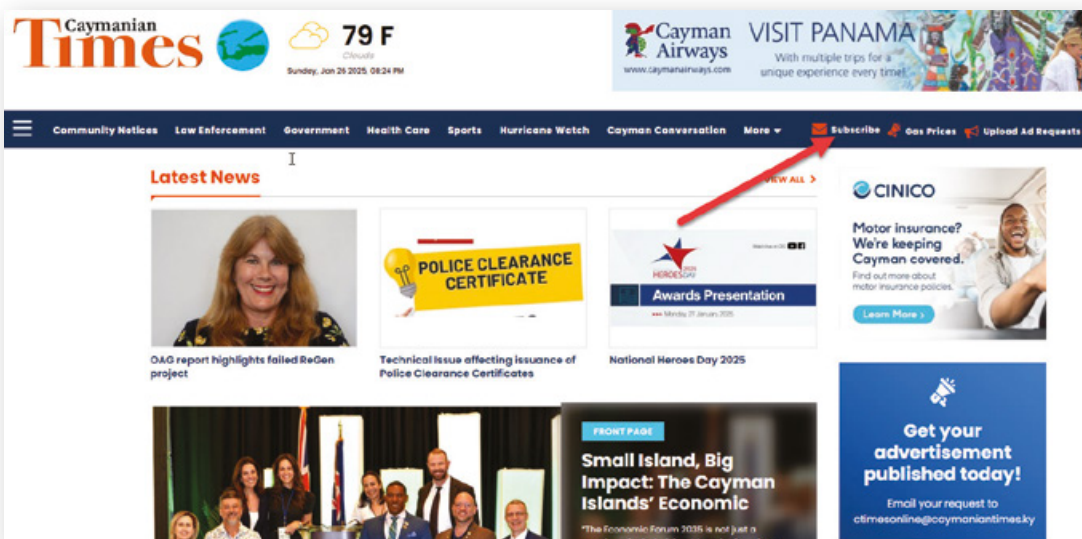 Caymanian
Times
79 F
Clouds
Sunday, Jan 26 2025, 08:24 PM
Cayman
Airways
www.caymanairways.com
VISIT PANAMA
With multiple trips for a
unique experience every time!
Community Notices Law Enforcement Government Health Care Sports Hurricane Watch Cayman Conversation More Subscribe Gas Prices Upload Ad Requests
Latest News
VIEW ALL >
POLICE CLEARANCE
CERTIFICATE
HEROES DAY
Awards Presentation
Monday 27 January 2025
OAG report highlights failed ReGen
project
Technical Issue affecting issuance of
Police Clearance Certificates
National Heroes Day 2025
CINICO
Motor insurance?
We're keeping
Cayman covered.
Find out more about
motor insurance policies.
Learn More >
FRONT PAGE
Small Island, Big
Impact: The Cayman
Islands' Economic
"The Economic Forum 2035 is not just a
Get your
advertisement
published today!
Email your request to
ctimesonline@caymaniantimes.ky